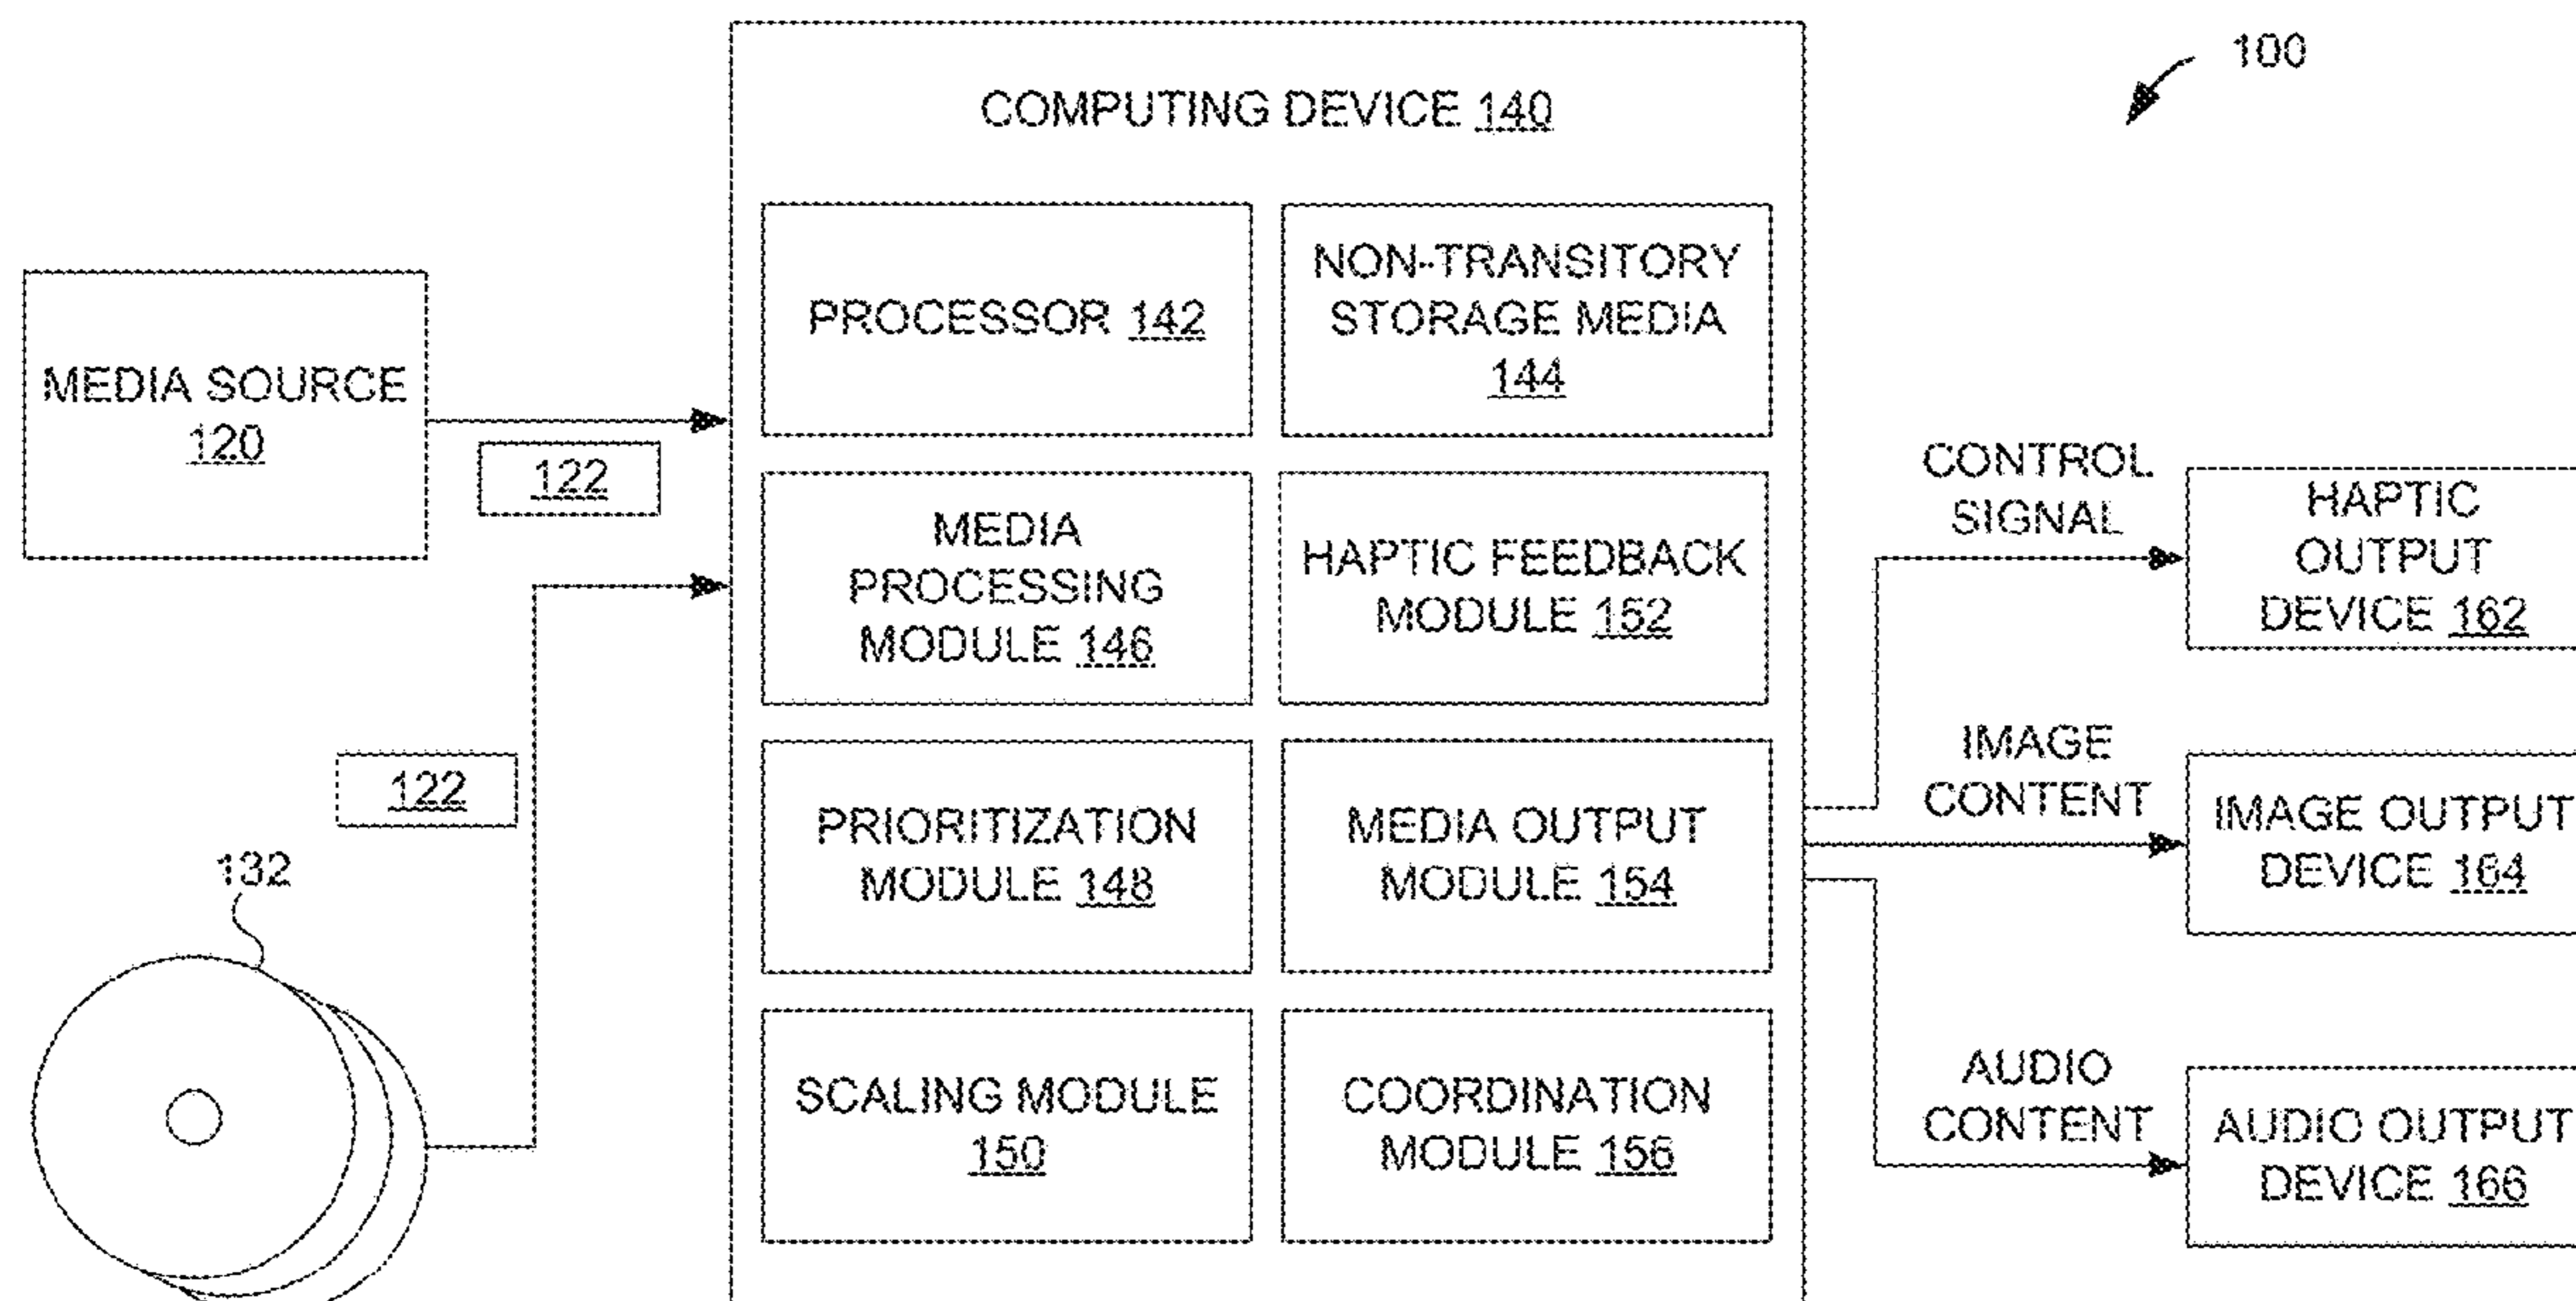 100
COMPUTING DEVICE 140
PROCESSOR 142
NON-TRANSITORY
STORAGE MEDIA
144
MEDIA SOURCE
120
122
MEDIA
PROCESSING
MODULE 146
HAPTIC FEEDBACK
MODULE 152
CONTROL
SIGNAL
HAPTIC
OUTPUT
DEVICE 162
122
PRIORITIZATION
MODULE 148
MEDIA OUTPUT
MODULE 154
IMAGE
CONTENT
IMAGE OUTPUT
DEVICE 164
132
SCALING MODULE
150
COORDINATION
MODULE 156
AUDIO
CONTENT
AUDIO OUTPUT
DEVICE 166